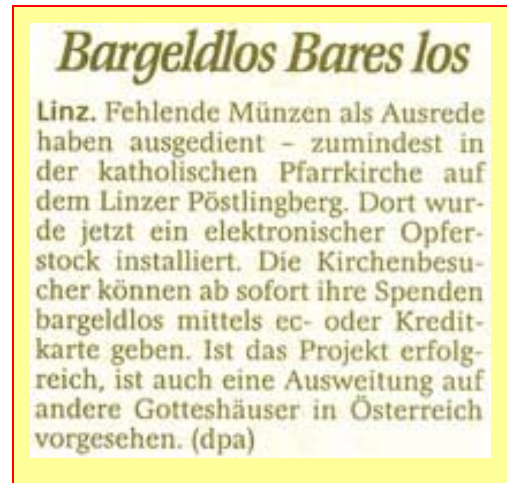 Bargeldlos Bares los
Linz. Fehlende Münzen als Ausrede
haben ausgedient – zumindest in
der katholischen Pfarrkirche auf
dem Linzer Pöstlingberg. Dort wur-
de jetzt ein elektronischer Opfer-
stock installiert. Die Kirchenbesu-
cher können ab sofort ihre Spenden
bargeldlos mittels ec- oder Kredit-
karte geben. Ist das Projekt erfolg-
reich, ist auch eine Ausweitung auf
andere Gotteshäuser in Österreich
vorgesehen. (dpa)